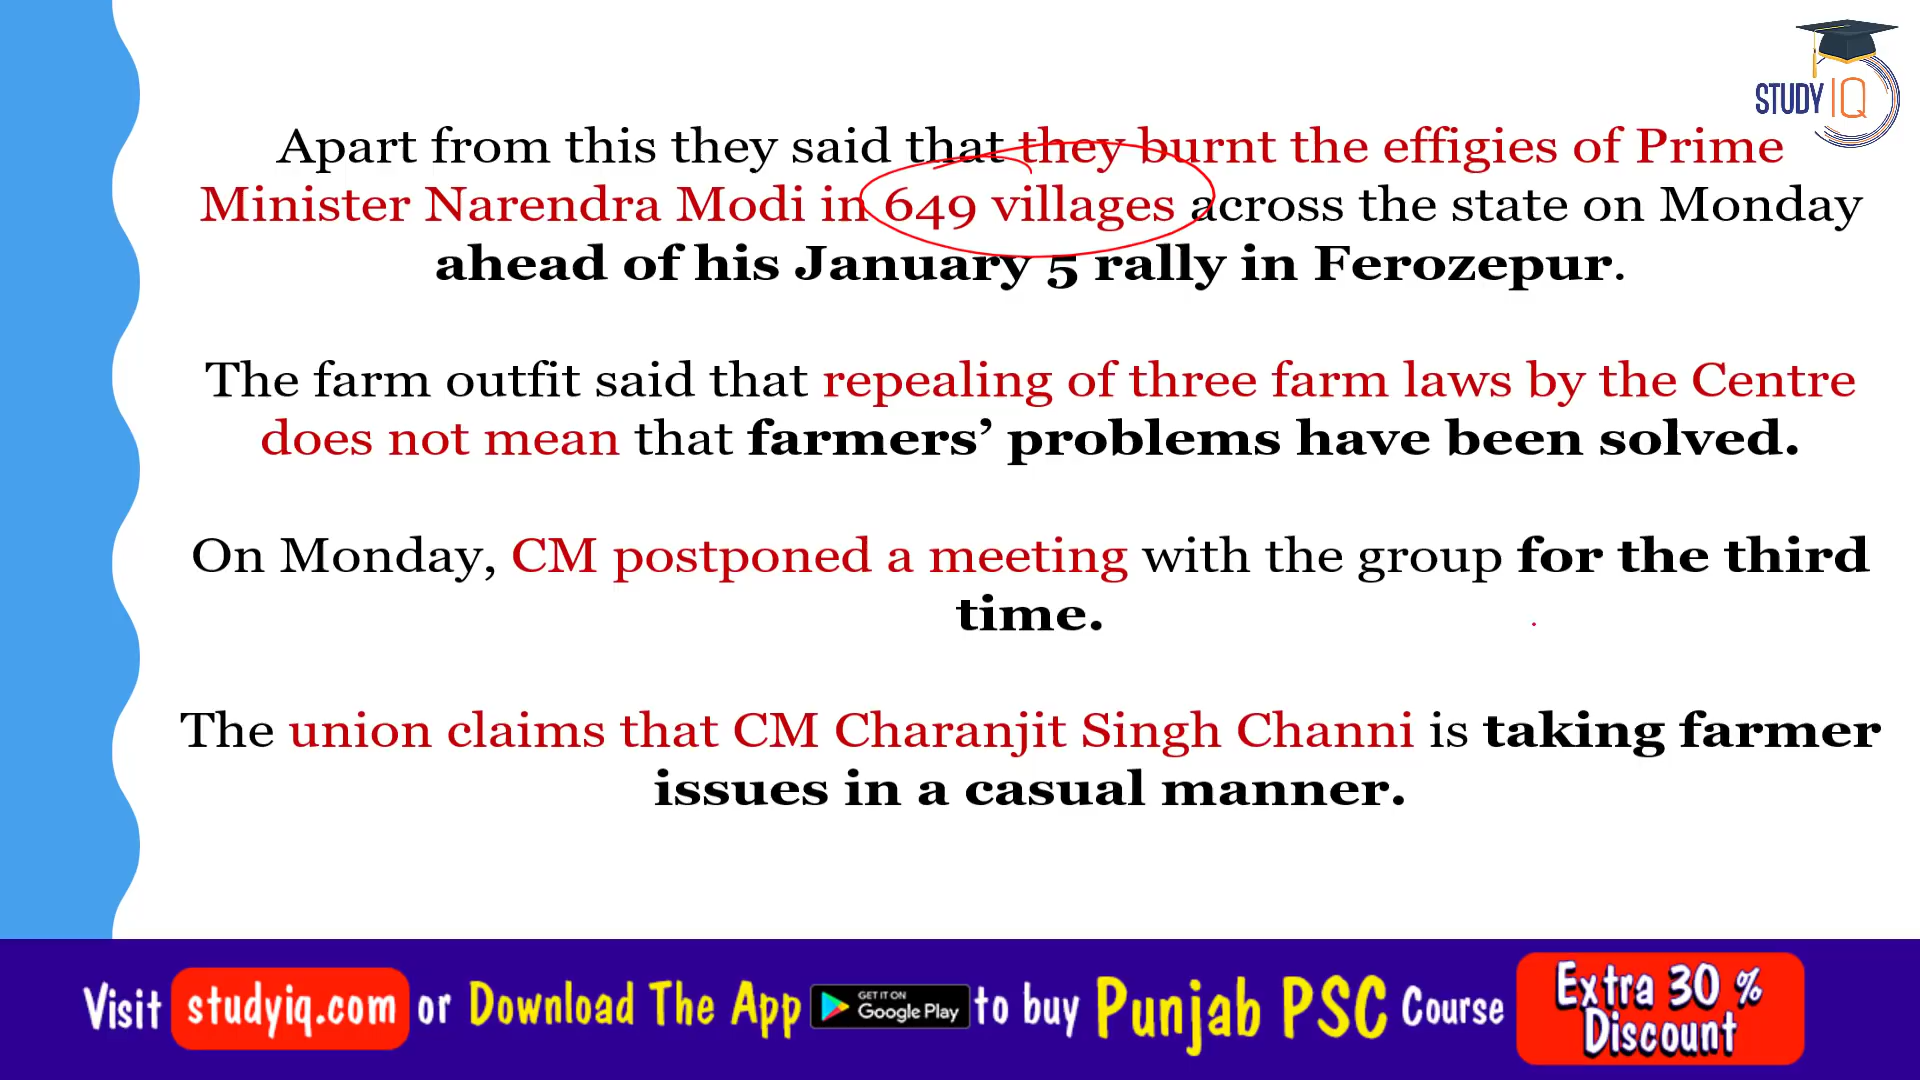 STUDY IQ
Apart from this they said that they burnt the effigies of Prime
Minister Narendra Modi in 649 villages across the state on Monday
ahead of his January 5 rally in Ferozepur.
The farm outfit said that repealing of three farm laws by the Centre
does not mean that farmers’ problems have been solved.
On Monday, CM postponed a meeting with the group for the third
time.
The union claims that CM Charanjit Singh Channi is taking farmer
issues in a casual manner.
Visit studyiq.com or Download The App GET IT ON Google Play to buy Punjab PSC Course Extra 30 % Discount